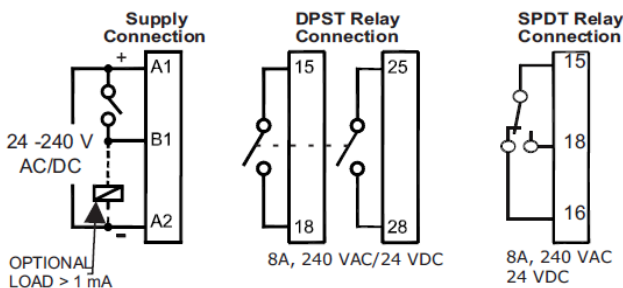 Supply
Connection
+
A1
B1
A2
-
24 -240 V
AC/DC
OPTIONAL
LOAD > 1 mA
DPST Relay
Connection
15
25
18
28
8A, 240 VAC/24 VDC
SPDT Relay
Connection
15
18
16
8A, 240 VAC
24 VDC